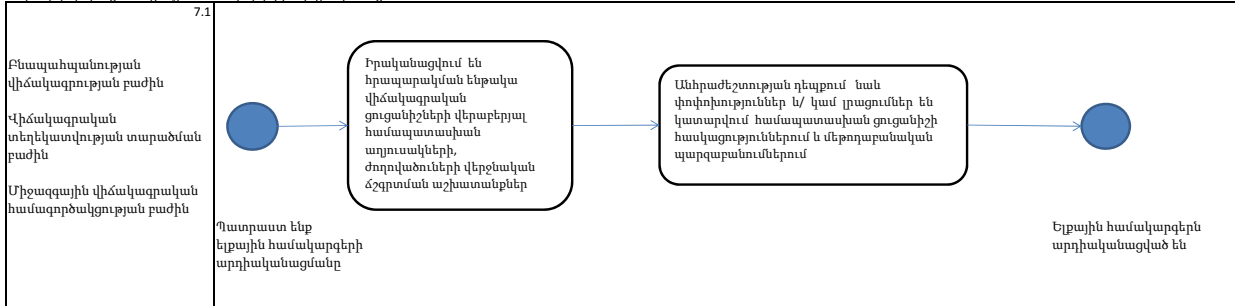 7.1
Բնապահպանության
վիճակագրության բաժին
Վիճակագրական
տեղեկատվության տարածման
բաժին
Միջազգային վիճակագրական
համագործակցության բաժին
Իրականացվում են
հրապարակման ենթակա
վիճակագրական
ցուցանիշների վերաբերյալ
համապատասխան
աղյուսակների,
ժողովածուների վերջնական
ճշգրտման աշխատանքներ
Անհրաժեշտության դեպքում նաև
փոփոխություններ և/ կամ լրացումներ են
կատարվում համապատասխան ցուցանիշի
հասկացություններում և մեթոդաբանական
պարզաբանումներում
Պատրաստ ենք
ելքային համակարգերի
արդիականացմանը
Ելքային համակարգերն
արդիականացված են